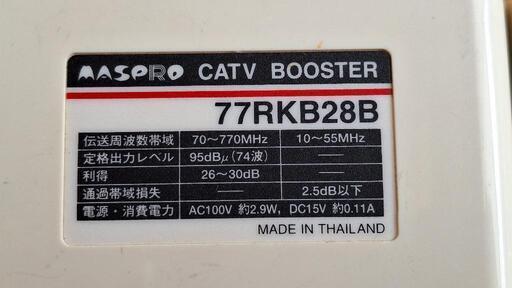 MASPRO CATV BOOSTER
77RKB28B
伝送周波数帯域 70～770MHz 10～55MHz
定格出力レベル 95dBμ(74波) ——
利得 26～30dB ——
通過帯域損失 —— 2.5dB以下
電源・消費電力 AC100V 約2.9W, DC15V 約0.11A
MADE IN THAILAND